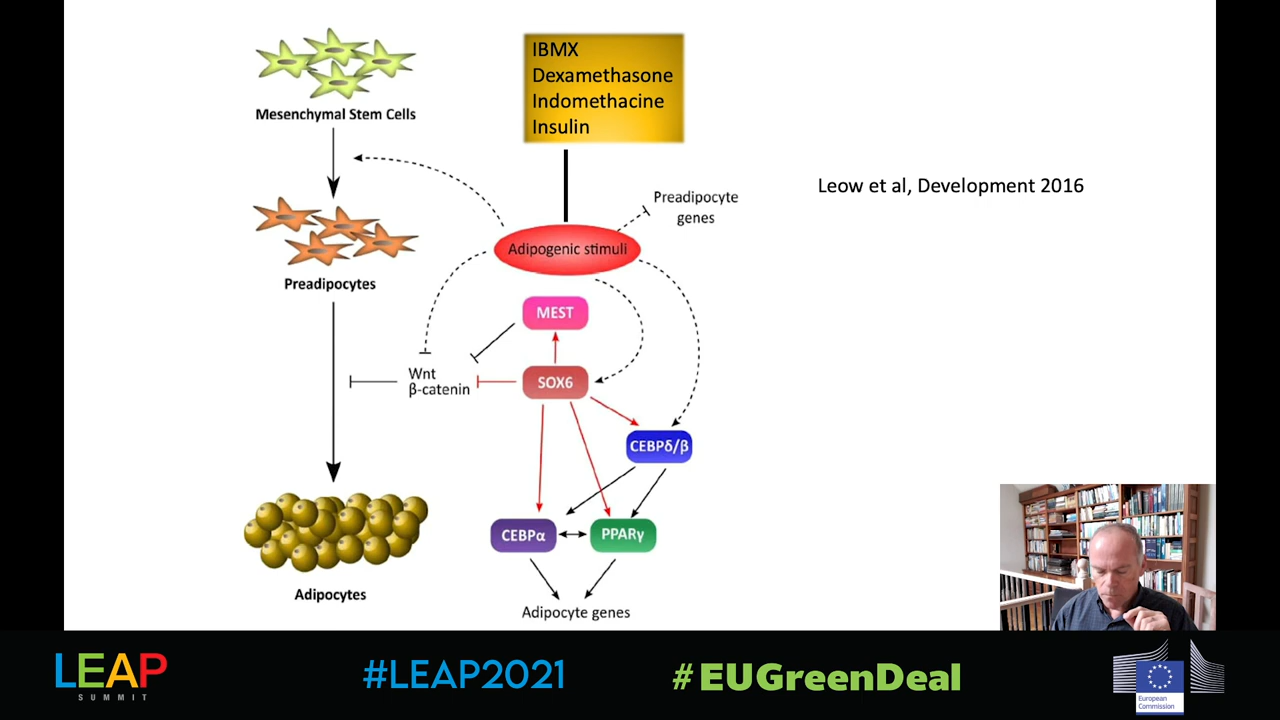 IBMX
Dexamethasone
Indomethacine
Insulin
Mesenchymal Stem Cells
Leow et al, Development 2016
Preadipocyte
genes
Adipogenic stimuli
Preadipocytes
MEST
Wnt
β-catenin
SOX6
CEBPδ/β
CEBPα
PPARγ
Adipocytes
Adipocyte genes
LEAP
SUMMIT
#LEAP2021
#EUGreenDeal
European
Commission